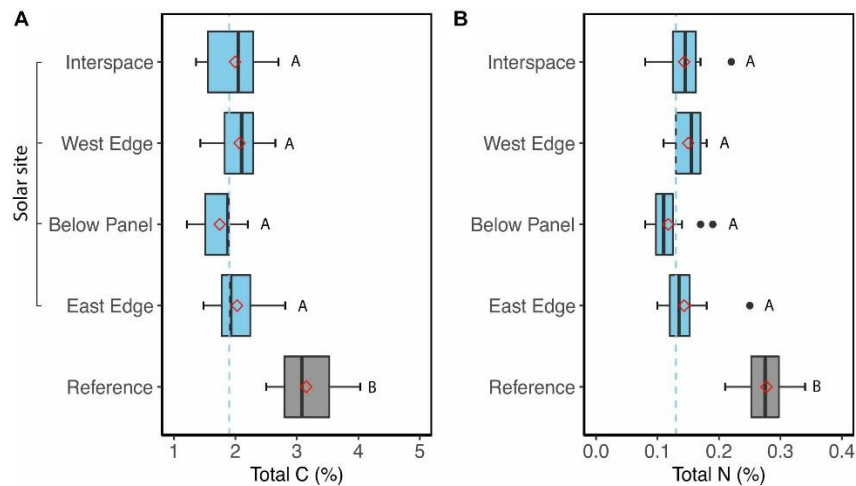 A
Solar site
Interspace
West Edge
Below Panel
East Edge
Reference
A
A
A
A
B
1 2 3 4 5
Total C (%)
B
Interspace
West Edge
Below Panel
East Edge
Reference
A
A
A
A
B
0.0 0.1 0.2 0.3 0.4
Total N (%)